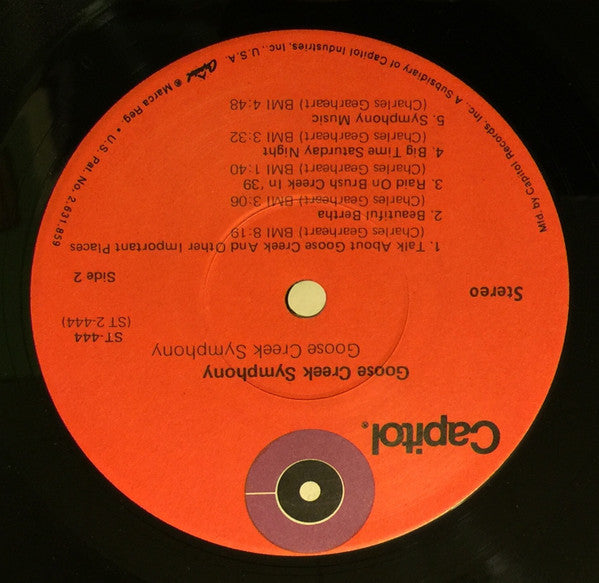 Capitol®
Goose Creek Symphony
Goose Creek Symphony
ST-444
(ST 2-444)
Stereo
Side 2
1. Talk About Goose Creek And Other Important Places
(Charles Gearheart) BMI 8:19
2. Beautiful Bertha
(Charles Gearheart) BMI 3:06
3. Raid On Brush Creek In '39
(Charles Gearheart) BMI 1:40
4. Big Time Saturday Night
(Charles Gearheart) BMI 3:32
5. Symphony Music
(Charles Gearheart) BMI 4:48
Mfd. by Capitol Records, Inc., A Subsidiary of Capitol Industries, Inc., U.S.A. Capitol ® Marca Reg. • U.S. Pat. No. 2,631,859